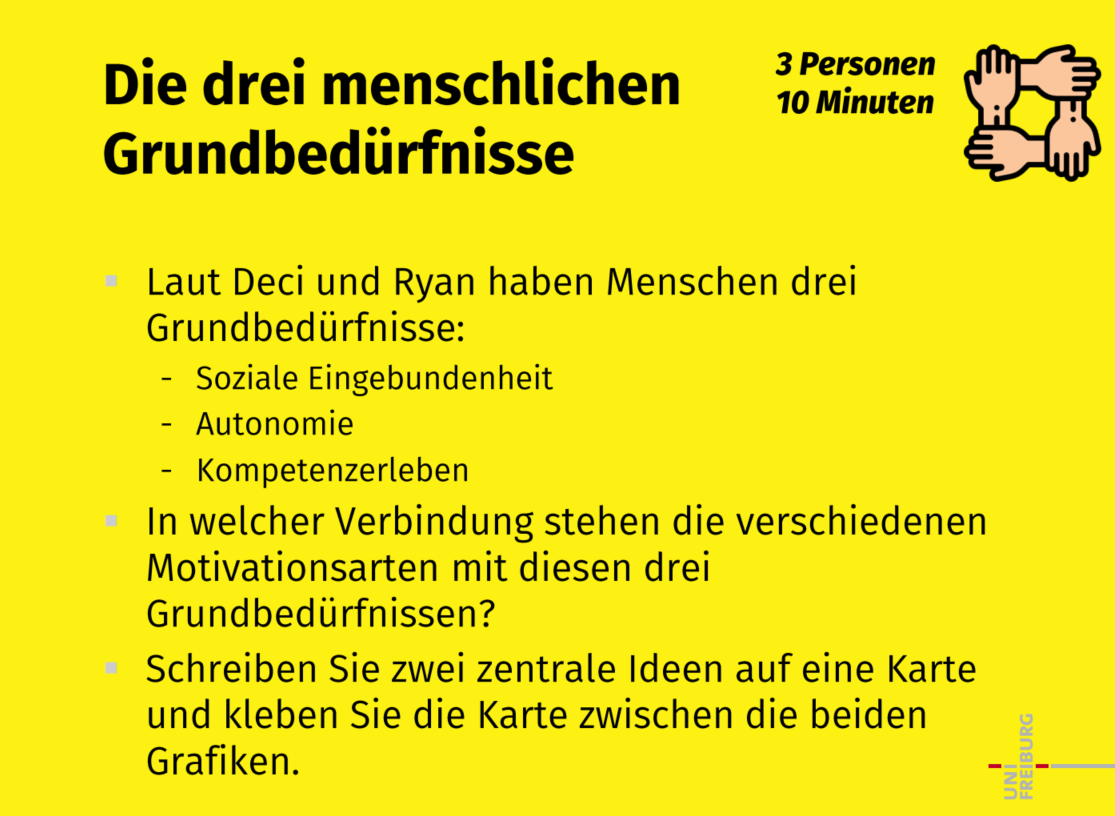 Die drei menschlichen
Grundbedürfnisse
3 Personen
10 Minuten
Laut Deci und Ryan haben Menschen drei
Grundbedürfnisse:
- Soziale Eingebundenheit
- Autonomie
- Kompetenzerleben
In welcher Verbindung stehen die verschiedenen
Motivationsarten mit diesen drei
Grundbedürfnissen?
Schreiben Sie zwei zentrale Ideen auf eine Karte
und kleben Sie die Karte zwischen die beiden
Grafiken.
UNI
FREIBURG